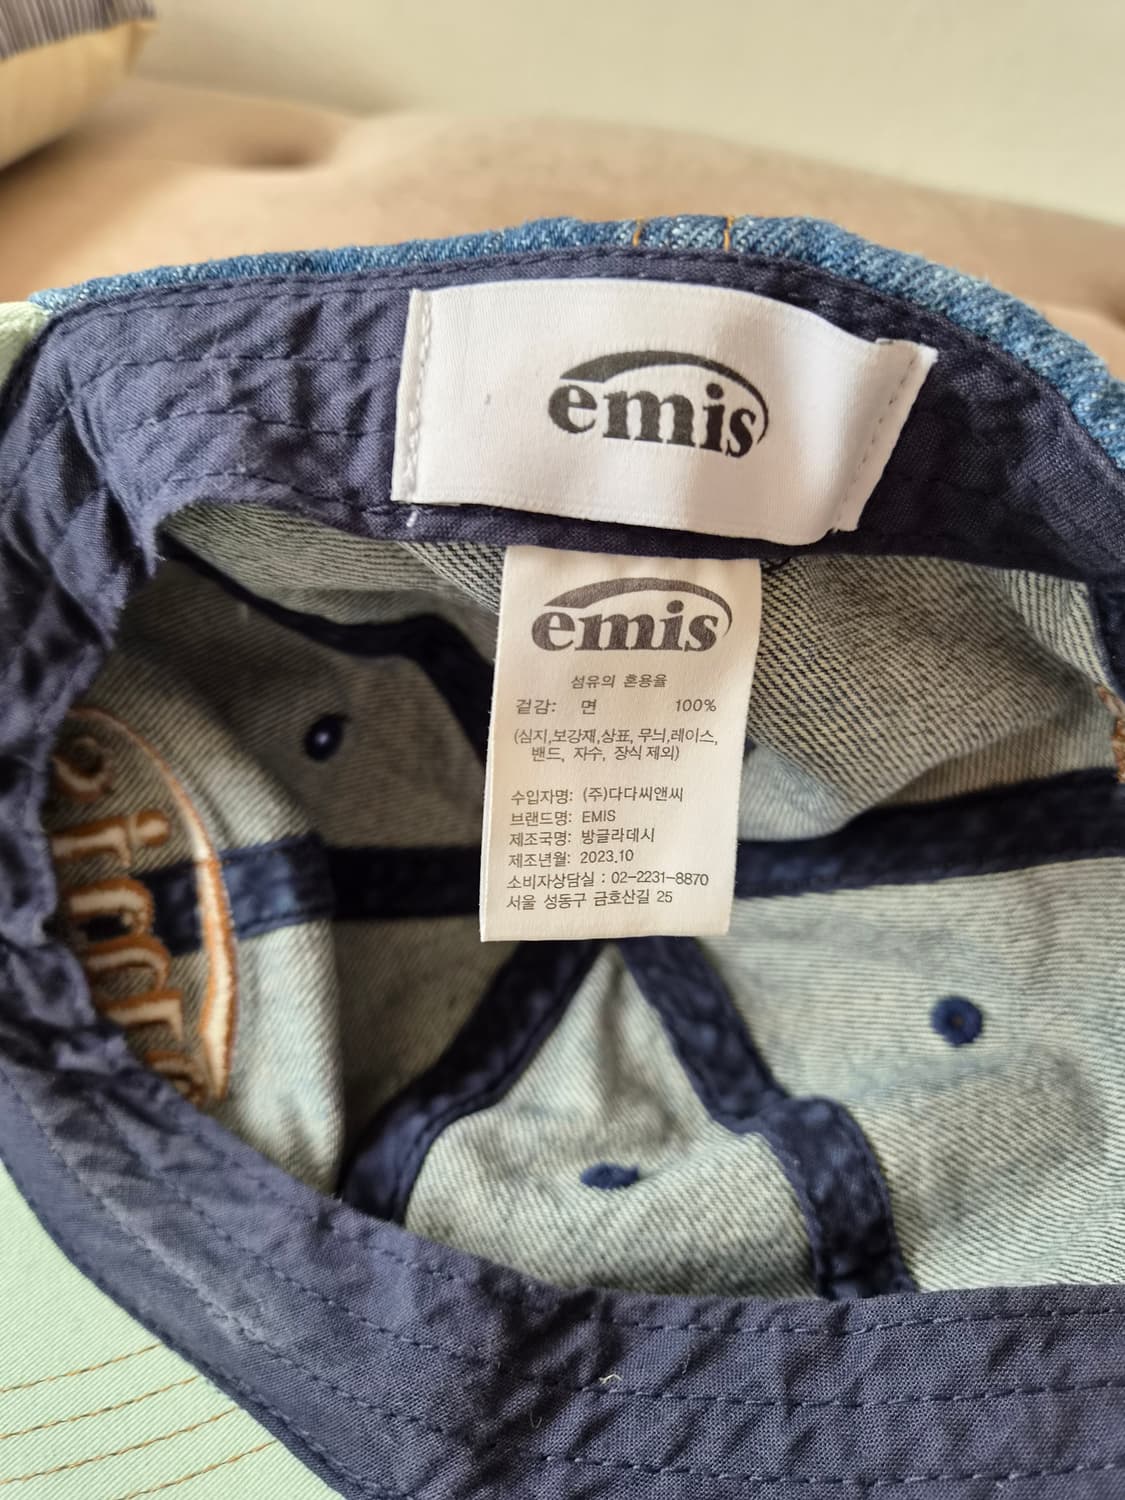 emis
emis
섬유의 혼용율
겉감: 면 100%
(심지,보강재,상표, 무늬,레이스,
밴드, 자수, 장식 제외)
수입자명: (주)다다씨앤씨
브랜드명: EMIS
제조국명: 방글라데시
제조년월: 2023.10
소비자상담실 : 02-2231-8870
서울 성동구 금호산길 25